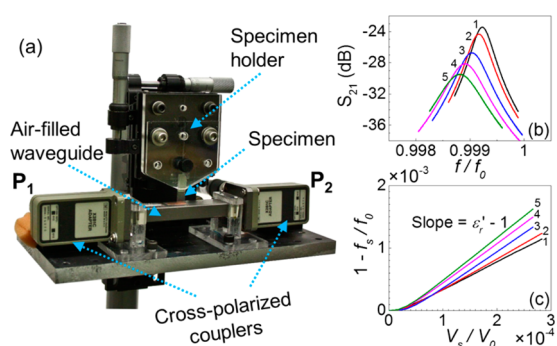 (a)
Specimen
holder
Air-filled
waveguide
Specimen
P1
P2
Cross-polarized
couplers
S21 (dB)
-24
-28
-32
-36
1
2
3
4
5
(b)
0.998
0.999
1
f / f0
2 ×10-3
1
0
1 - fs / f0
Slope = εr' - 1
5
4
3
2
1
(c)
0
1
2
3
×10-4
Vs / V0